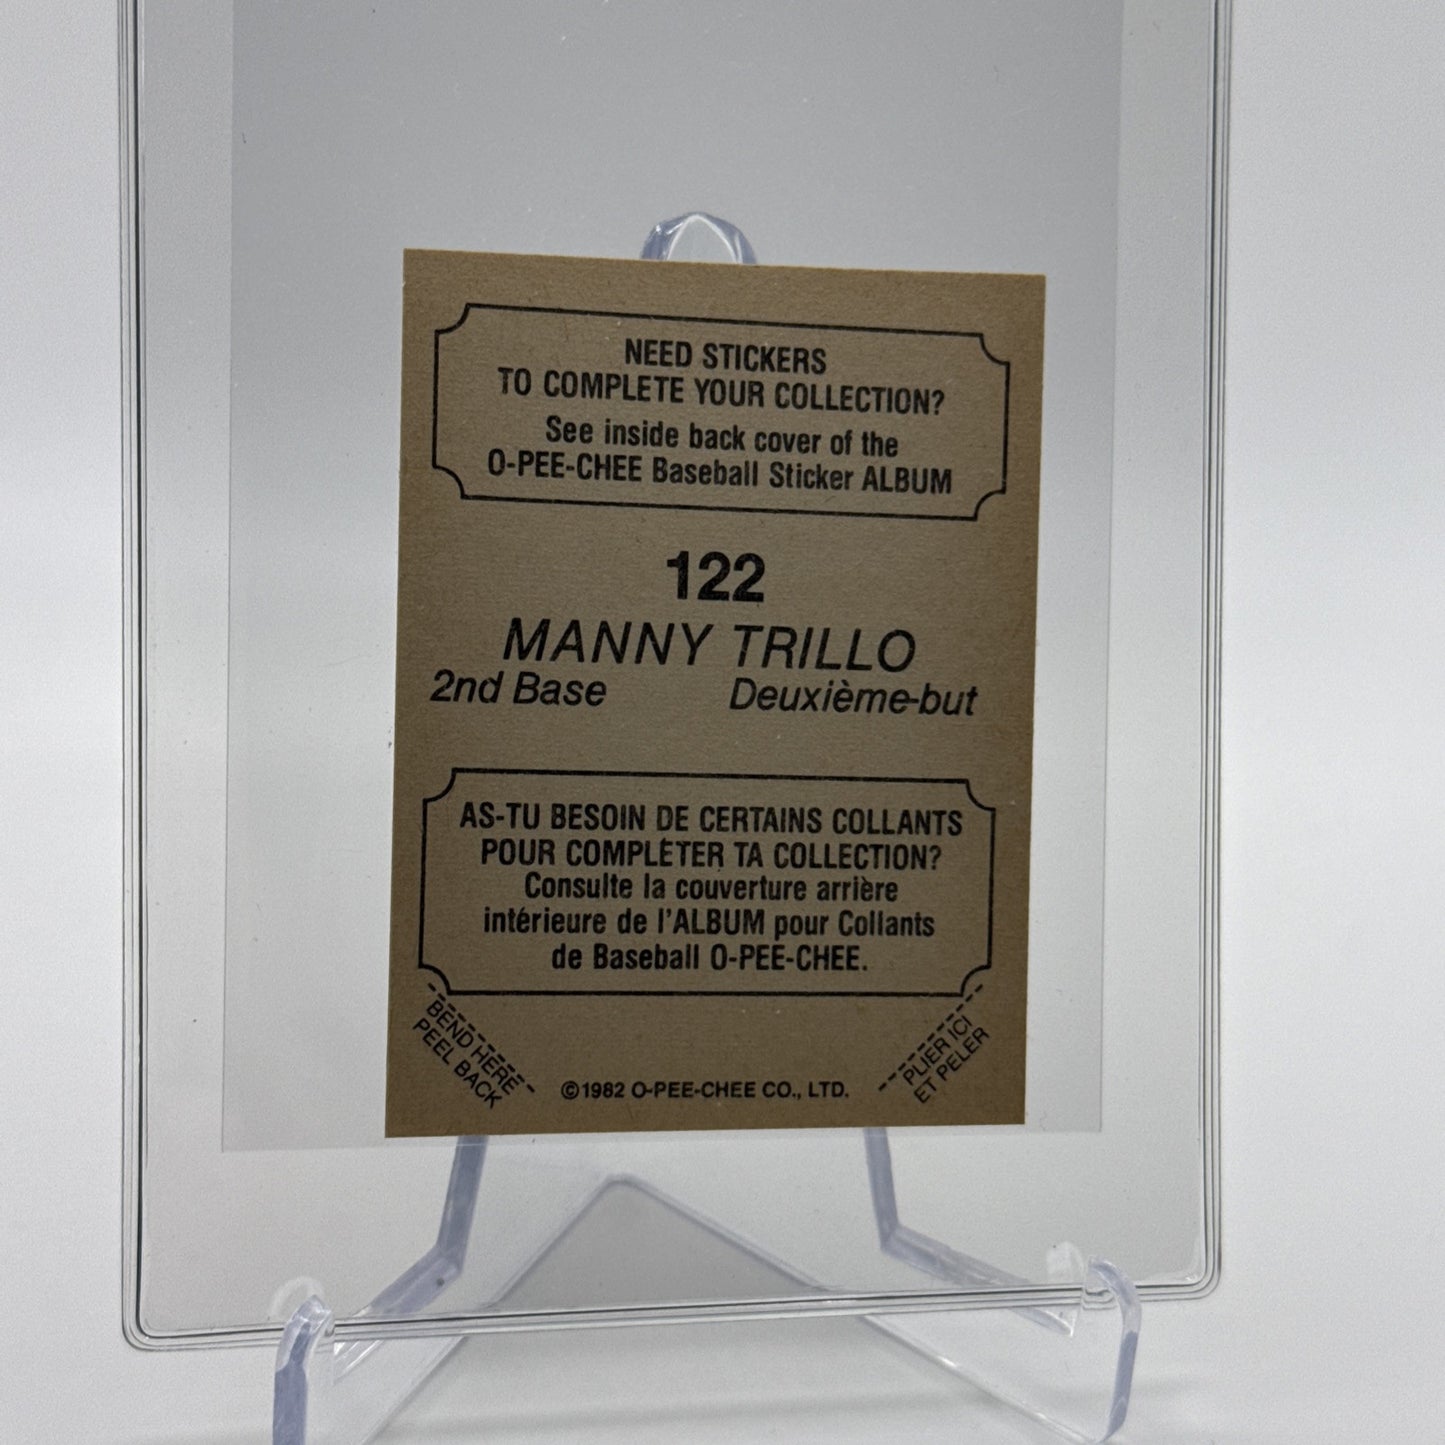 NEED STICKERS
TO COMPLETE YOUR COLLECTION?
See inside back cover of the
O-PEE-CHEE Baseball Sticker ALBUM
122
MANNY TRILLO
2nd Base Deuxième-but
AS-TU BESOIN DE CERTAINS COLLANTS
POUR COMPLÉTER TA COLLECTION?
Consulte la couverture arrière
intérieure de l'ALBUM pour Collants
de Baseball O-PEE-CHEE.
BEND HERE
PEEL BACK
©1982 O-PEE-CHEE CO., LTD.
PLIER ICI
ET PELER